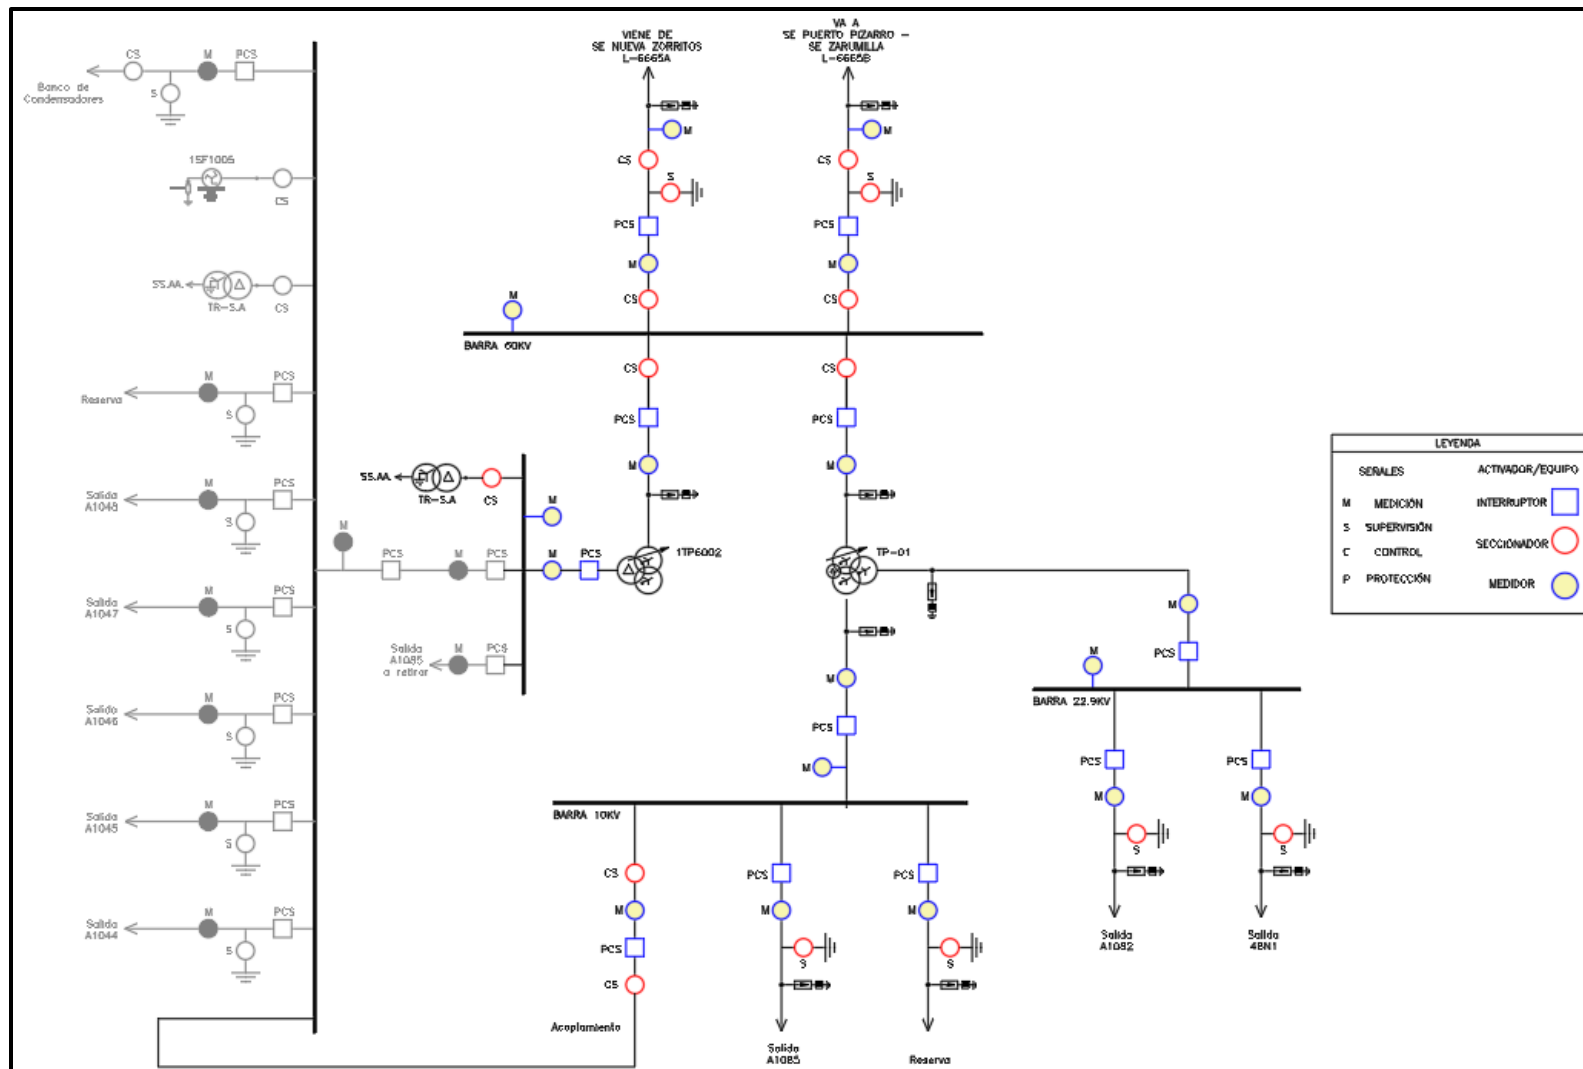 VIENE DE
SE NUEVA ZORRITOS
L-6665A
VA A
SE PUERTO PIZARRO –
SE ZARUMILLA
L-6665B
CS
M
PCS
Banco de
Condensadores
S
M
M
CS
CS
S
S
1SF1005
CS
PCS
PCS
M
M
SS.AA.
TR-S.A
CS
CS
CS
M
BARRA 60KV
CS
CS
M
PCS
Reserva
S
PCS
PCS
LEYENDA
SEÑALES
ACTIVADOR/EQUIPO
M MEDICIÓN
INTERRUPTOR
S SUPERVISIÓN
C CONTROL
SECCIONADOR
P PROTECCIÓN
MEDIDOR
M
M
SS.AA.
TR-S.A
CS
M
M
PCS
Salida
A1048
S
M
PCS
M
PCS
M
PCS
1TP6002
TP-01
M
PCS
Salida
A1047
S
M
PCS
Salida
A1085
a retirar
M
PCS
M
PCS
M
BARRA 22.9KV
M
PCS
Salida
A1046
S
PCS
M
PCS
PCS
M
M
S
S
Salida
A1082
Salida
4BN1
BARRA 10KV
M
PCS
Salida
A1045
S
CS
PCS
PCS
M
M
M
PCS
S
S
CS
M
PCS
Salida
A1044
S
Acoplamiento
Salida
A1085
Reserva